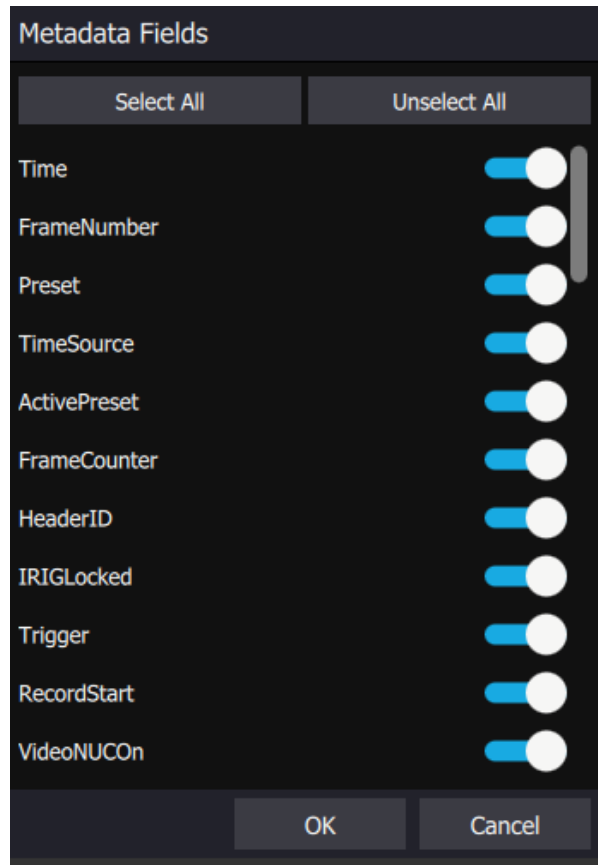 Metadata Fields
Select All Unselect All
Time
FrameNumber
Preset
TimeSource
ActivePreset
FrameCounter
HeaderID
IRIGLocked
Trigger
RecordStart
VideoNUCOn
OK Cancel